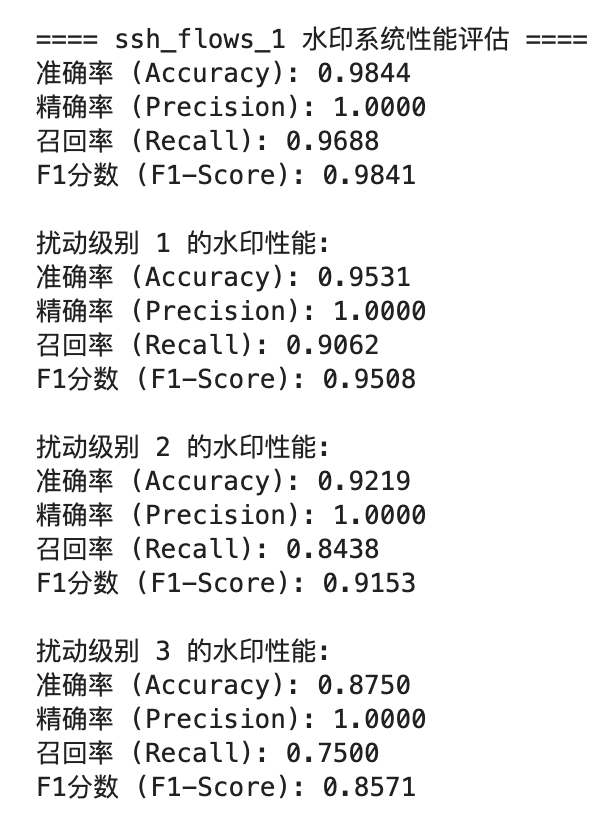 ==== ssh_flows_1 水印系统性能评估 ====
准确率 (Accuracy): 0.9844
精确率 (Precision): 1.0000
召回率 (Recall): 0.9688
F1分数 (F1-Score): 0.9841
扰动级别 1 的水印性能:
准确率 (Accuracy): 0.9531
精确率 (Precision): 1.0000
召回率 (Recall): 0.9062
F1分数 (F1-Score): 0.9508
扰动级别 2 的水印性能:
准确率 (Accuracy): 0.9219
精确率 (Precision): 1.0000
召回率 (Recall): 0.8438
F1分数 (F1-Score): 0.9153
扰动级别 3 的水印性能:
准确率 (Accuracy): 0.8750
精确率 (Precision): 1.0000
召回率 (Recall): 0.7500
F1分数 (F1-Score): 0.8571